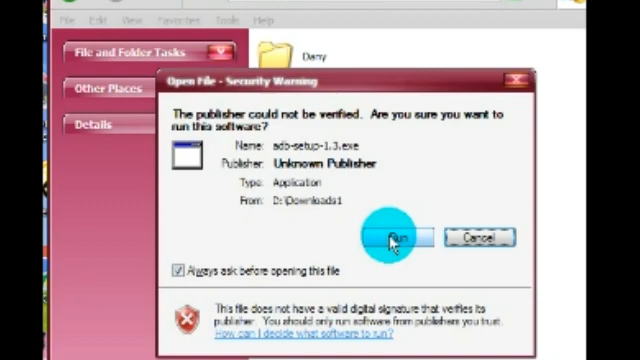 File Edit View Favorites Tools Help
File and Folder Tasks
Other Places
Details
Dany
Open File - Security Warning
The publisher could not be verified. Are you sure you want to
run this software?
Name: adb-setup-1.3.exe
Publisher: Unknown Publisher
Type: Application
From: D:\Downloads1
Run
Cancel
Always ask before opening this file
This file does not have a valid digital signature that verifies its
publisher. You should only run software from publishers you trust.
How can I decide what software to run?